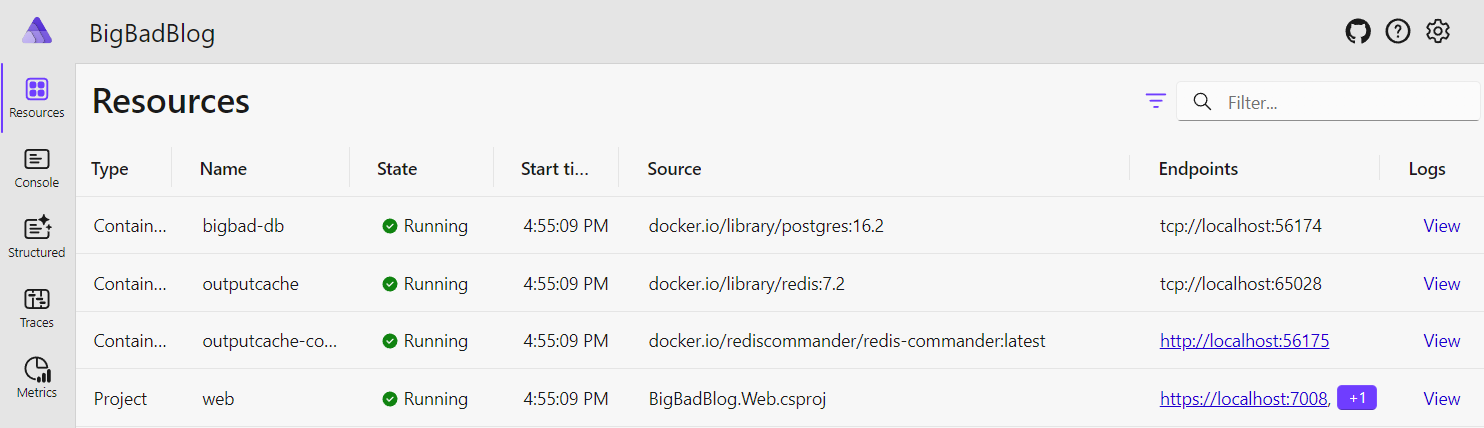 BigBadBlog
Resources
Console
Structured
Traces
Metrics
Resources
Filter...
Type Name State Start ti... Source Endpoints Logs
Contain... bigbad-db Running 4:55:09 PM docker.io/library/postgres:16.2 tcp://localhost:56174 View
Contain... outputcache Running 4:55:09 PM docker.io/library/redis:7.2 tcp://localhost:65028 View
Contain... outputcache-co... Running 4:55:09 PM docker.io/rediscommander/redis-commander:latest http://localhost:56175 View
Project web Running 4:55:09 PM BigBadBlog.Web.csproj https://localhost:7008, +1 View